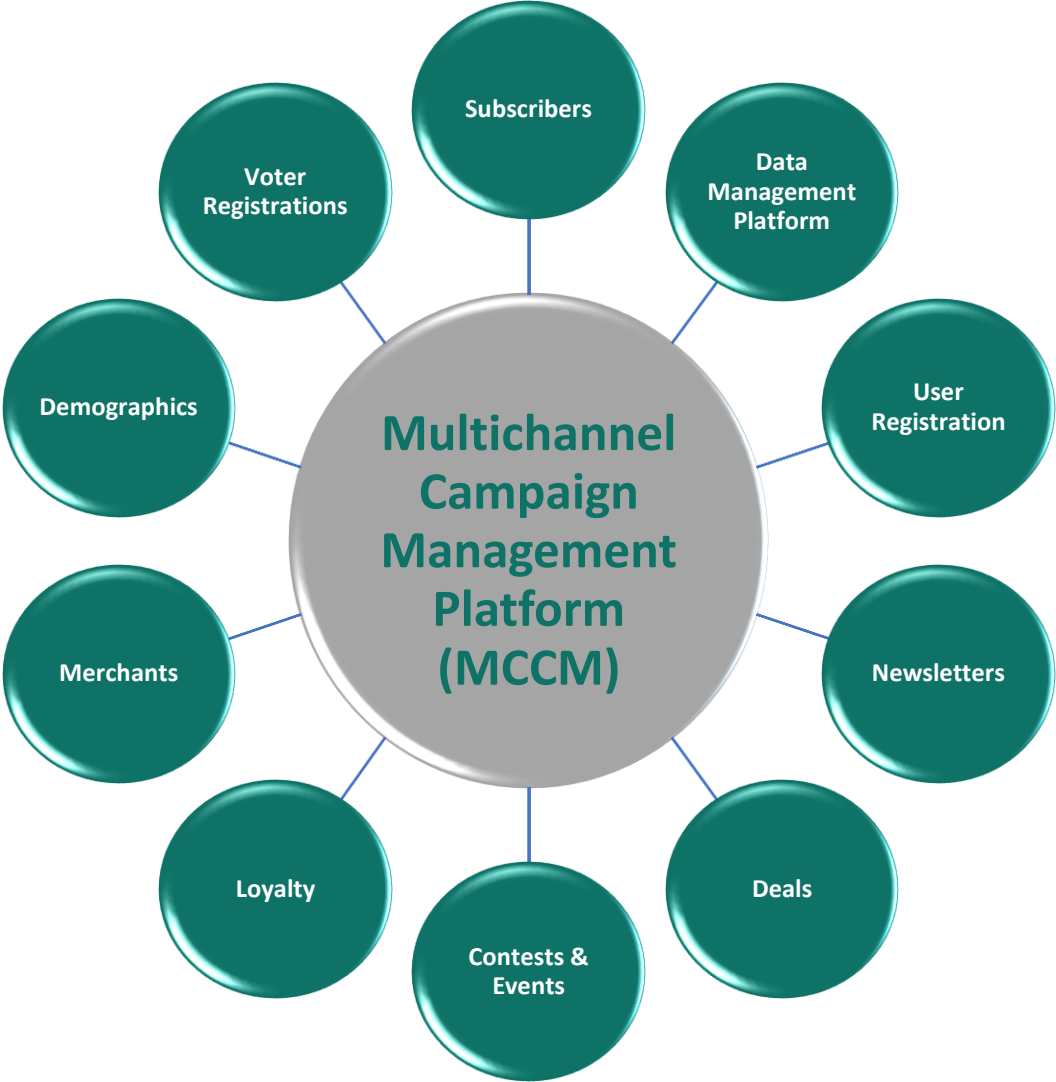 Subscribers
Data
Management
Platform
User
Registration
Newsletters
Deals
Contests &
Events
Loyalty
Merchants
Demographics
Voter
Registrations
Multichannel
Campaign
Management
Platform
(MCCM)